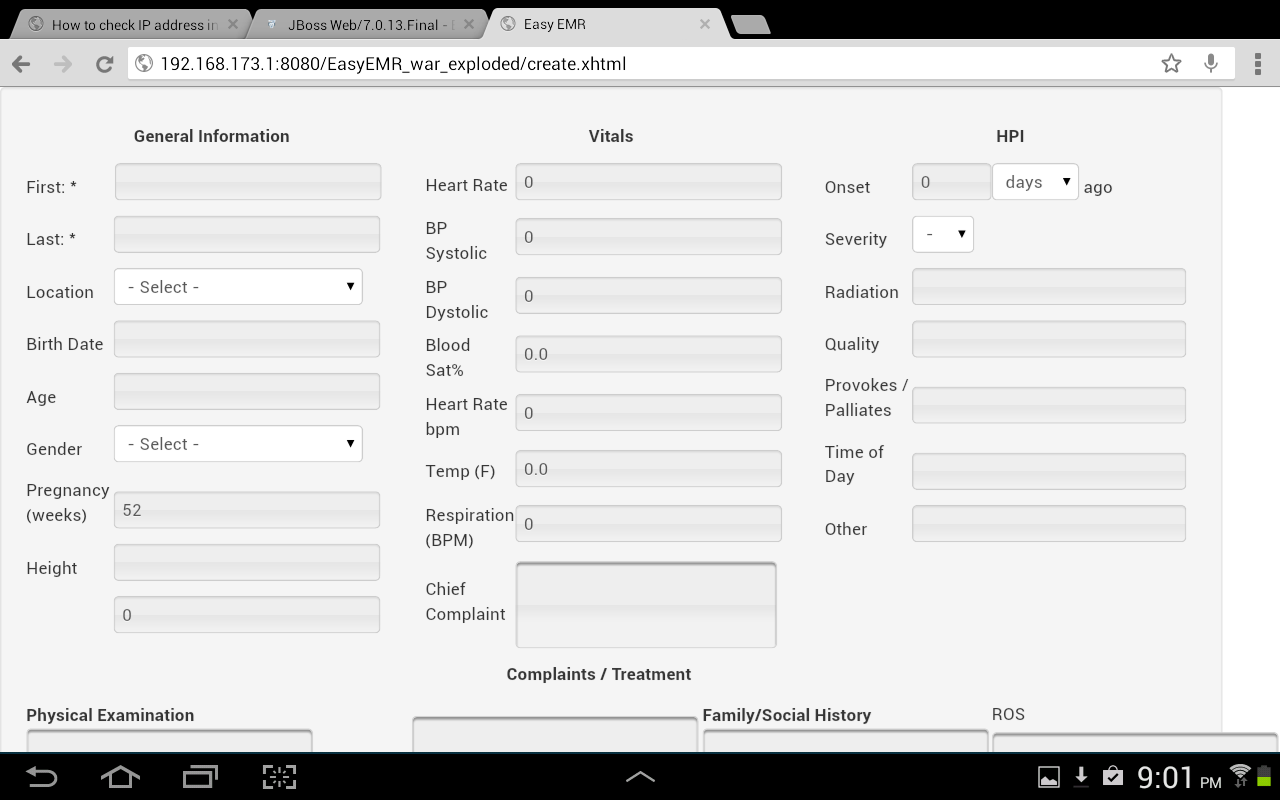 How to check IP address in
JBoss Web/7.0.13.Final -
Easy EMR
192.168.173.1:8080/EasyEMR_war_exploded/create.xhtml
General Information
First: *
Last: *
Location - Select -
Birth Date
Age
Gender - Select -
Pregnancy
(weeks) 52
Height
0
Vitals
Heart Rate 0
BP
Systolic 0
BP
Dystolic 0
Blood
Sat% 0.0
Heart Rate
bpm 0
Temp (F) 0.0
Respiration
(BPM) 0
Chief
Complaint
HPI
Onset 0 days ago
Severity -
Radiation
Quality
Provokes /
Palliates
Time of
Day
Other
Complaints / Treatment
Physical Examination
Family/Social History
ROS
9:01 PM